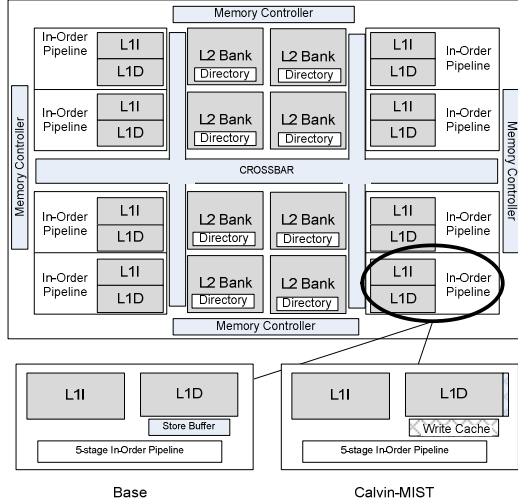 Memory Controller
In-Order
Pipeline
L1I
L1D
L2 Bank
Directory
L2 Bank
Directory
L1I
L1D
In-Order
Pipeline
In-Order
Pipeline
L1I
L1D
L2 Bank
Directory
L2 Bank
Directory
L1I
L1D
In-Order
Pipeline
Memory Controller
Memory Controller
CROSSBAR
In-Order
Pipeline
L1I
L1D
L2 Bank
Directory
L2 Bank
Directory
L1I
L1D
In-Order
Pipeline
In-Order
Pipeline
L1I
L1D
L2 Bank
Directory
L2 Bank
Directory
L1I
L1D
In-Order
Pipeline
Memory Controller
L1I
L1D
Store Buffer
5-stage In-Order Pipeline
L1I
L1D
Write Cache
5-stage In-Order Pipeline
Base
Calvin-MIST